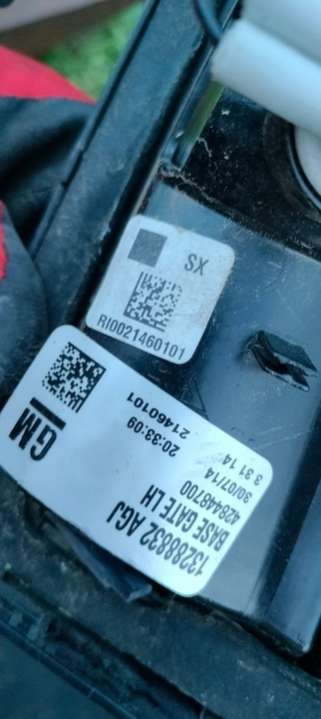 SX
RI0021460101
GM
20:33:09
21460101
13288832 AGJ
BASE GATE LH
428448700
30/07/14
3 31 14